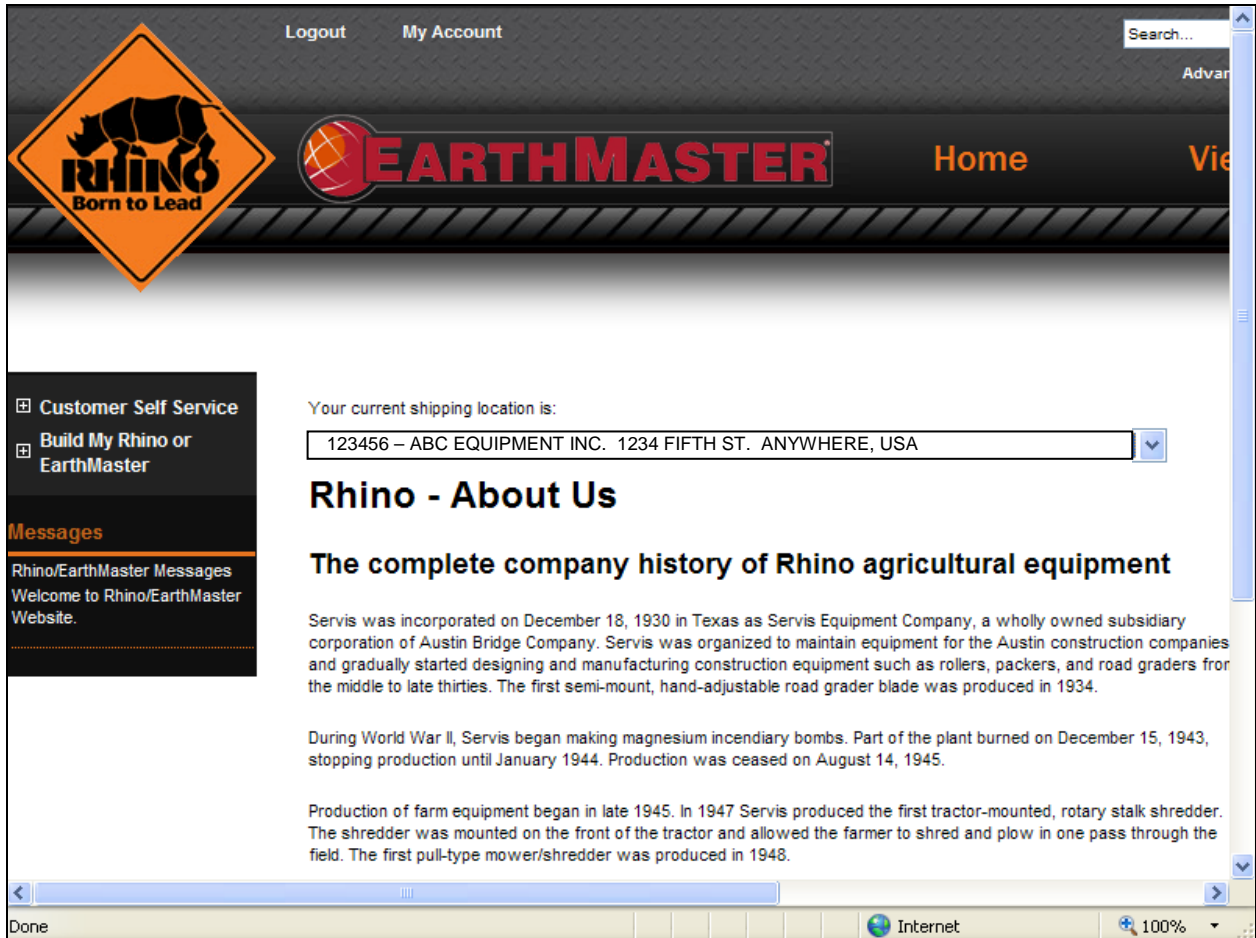 Logout My Account
Search...
Advar
RHINO
Born to Lead
EARTHMASTER®
Home
Vie
Customer Self Service
Build My Rhino or
EarthMaster
Messages
Rhino/EarthMaster Messages
Welcome to Rhino/EarthMaster
Website.
Your current shipping location is:
123456 – ABC EQUIPMENT INC. 1234 FIFTH ST. ANYWHERE, USA
Rhino - About Us
The complete company history of Rhino agricultural equipment
Servis was incorporated on December 18, 1930 in Texas as Servis Equipment Company, a wholly owned subsidiary
corporation of Austin Bridge Company. Servis was organized to maintain equipment for the Austin construction companies
and gradually started designing and manufacturing construction equipment such as rollers, packers, and road graders fror
the middle to late thirties. The first semi-mount, hand-adjustable road grader blade was produced in 1934.
During World War II, Servis began making magnesium incendiary bombs. Part of the plant burned on December 15, 1943,
stopping production until January 1944. Production was ceased on August 14, 1945.
Production of farm equipment began in late 1945. In 1947 Servis produced the first tractor-mounted, rotary stalk shredder.
The shredder was mounted on the front of the tractor and allowed the farmer to shred and plow in one pass through the
field. The first pull-type mower/shredder was produced in 1948.
Done
Internet
100%